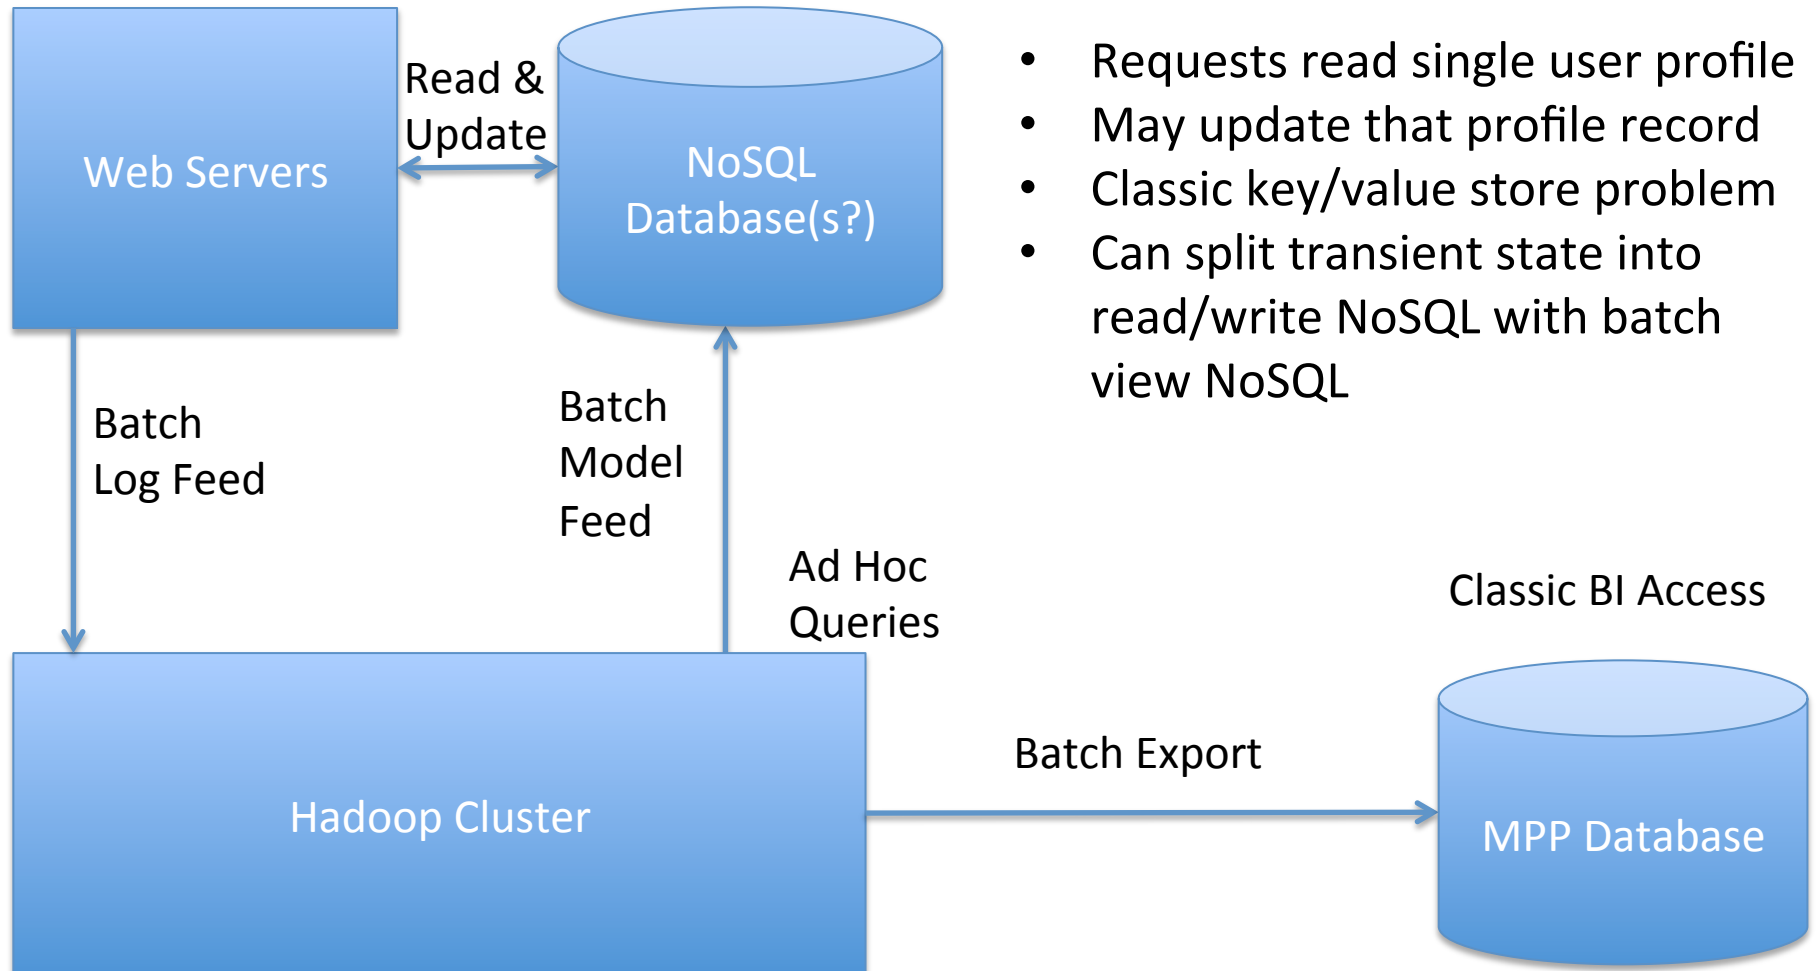 Web Servers
Read &
Update
NoSQL
Database(s?)
• Requests read single user profile
• May update that profile record
• Classic key/value store problem
• Can split transient state into
read/write NoSQL with batch
view NoSQL
Batch
Log Feed
Batch
Model
Feed
Ad Hoc
Queries
Classic BI Access
Hadoop Cluster
Batch Export
MPP Database